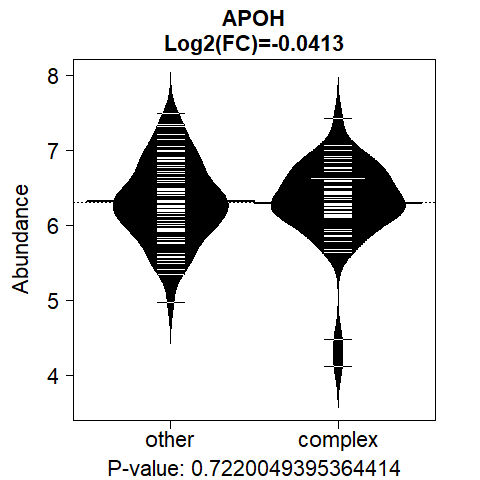 APOH
Log2(FC)=-0.0413
8
7
6
5
4
Abundance
other complex
P-value: 0.7220049395364414